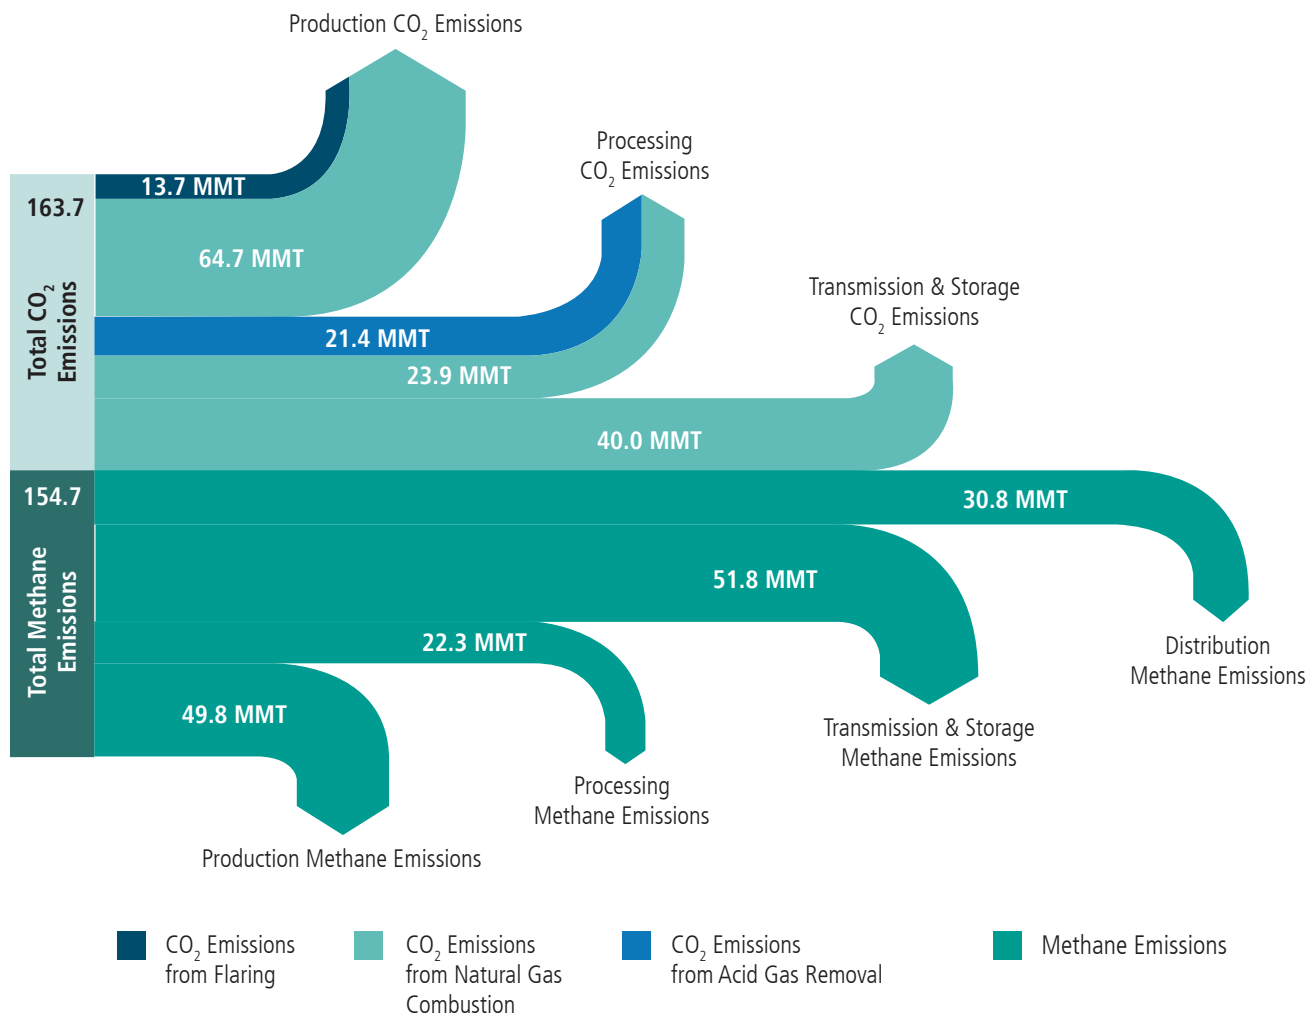 Production CO₂ Emissions
Processing
CO₂ Emissions
13.7 MMT
163.7
64.7 MMT
Transmission & Storage
CO₂ Emissions
Total CO₂
Emissions
21.4 MMT
23.9 MMT
40.0 MMT
154.7
30.8 MMT
Total Methane
Emissions
51.8 MMT
22.3 MMT
Distribution
Methane Emissions
49.8 MMT
Transmission & Storage
Methane Emissions
Processing
Methane Emissions
Production Methane Emissions
CO₂ Emissions
from Flaring
CO₂ Emissions
from Natural Gas
Combustion
CO₂ Emissions
from Acid Gas Removal
Methane Emissions